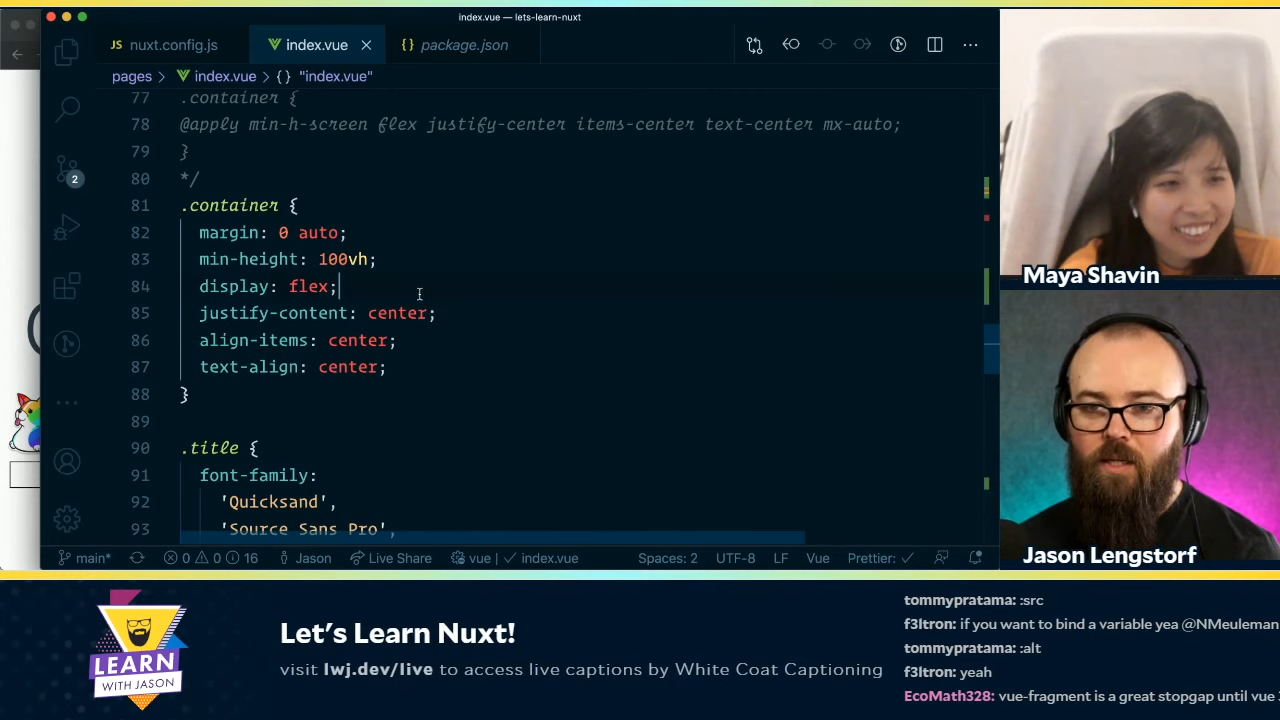 index.vue — lets-learn-nuxt
JS nuxt.config.js
index.vue
{} package.json
pages > index.vue > {} "index.vue"
77 .container {
78 @apply min-h-screen flex justify-center items-center text-center mx-auto;
79 }
80 */
81 .container {
82 margin: 0 auto;
83 min-height: 100vh;
84 display: flex;
85 justify-content: center;
86 align-items: center;
87 text-align: center;
88 }
89
90 .title {
91 font-family:
92 'Quicksand',
93 'Source Sans Pro',
2
main* 0 0 16 Jason Live Share vue | ✓ index.vue Spaces: 2 UTF-8 LF Vue Prettier: ✓
Maya Shavin
Jason Lengstorf
LEARN
WITH JASON
Let's Learn Nuxt!
visit lwj.dev/live to access live captions by White Coat Captioning
tommypratama: :src
f3ltron: if you want to bind a variable yea @NMeuleman
tommypratama: :alt
f3ltron: yeah
EcoMath328: vue-fragment is a great stopgap until vue